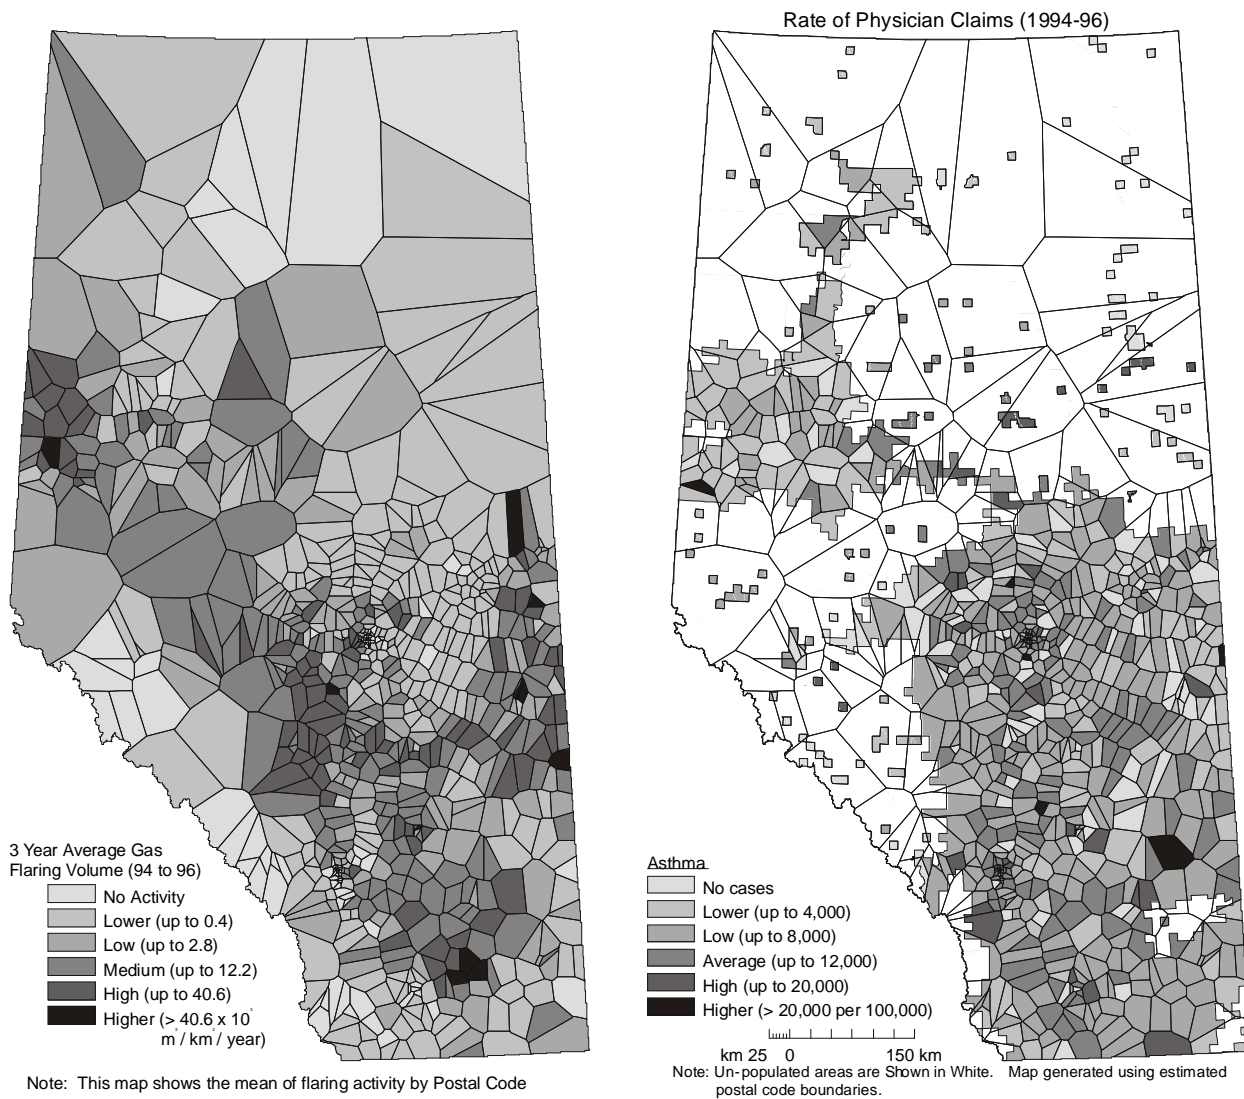 Rate of Physician Claims (1994-96)
3 Year Average Gas
Flaring Volume (94 to 96)
No Activity
Lower (up to 0.4)
Low (up to 2.8)
Medium (up to 12.2)
High (up to 40.6)
Higher (> 40.6 x 10³
m³ / km² / year)
Note: This map shows the mean of flaring activity by Postal Code
Asthma
No cases
Lower (up to 4,000)
Low (up to 8,000)
Average (up to 12,000)
High (up to 20,000)
Higher (> 20,000 per 100,000)
km 25 0 150 km
Note: Un-populated areas are Shown in White. Map generated using estimated
postal code boundaries.